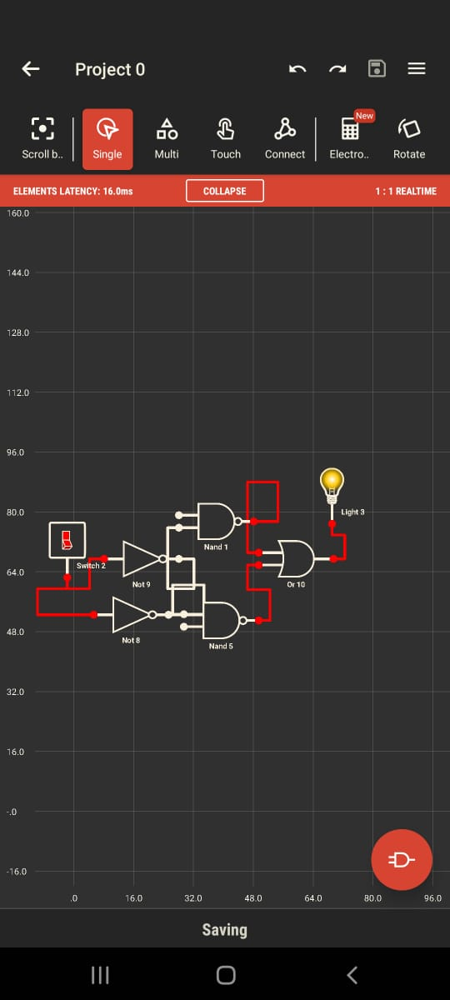 Project 0
New
Scroll b..
Single
Multi
Touch
Connect
Electro..
Rotate
ELEMENTS LATENCY: 16.0ms
COLLAPSE
1 : 1 REALTIME
160.0
144.0
128.0
112.0
96.0
80.0
Light 3
Nand 1
Switch 2
64.0
Not 9
Or 10
48.0
Not 8
Nand 5
32.0
16.0
-.0
-16.0
.0
16.0
32.0
48.0
64.0
80.0
96.0
Saving